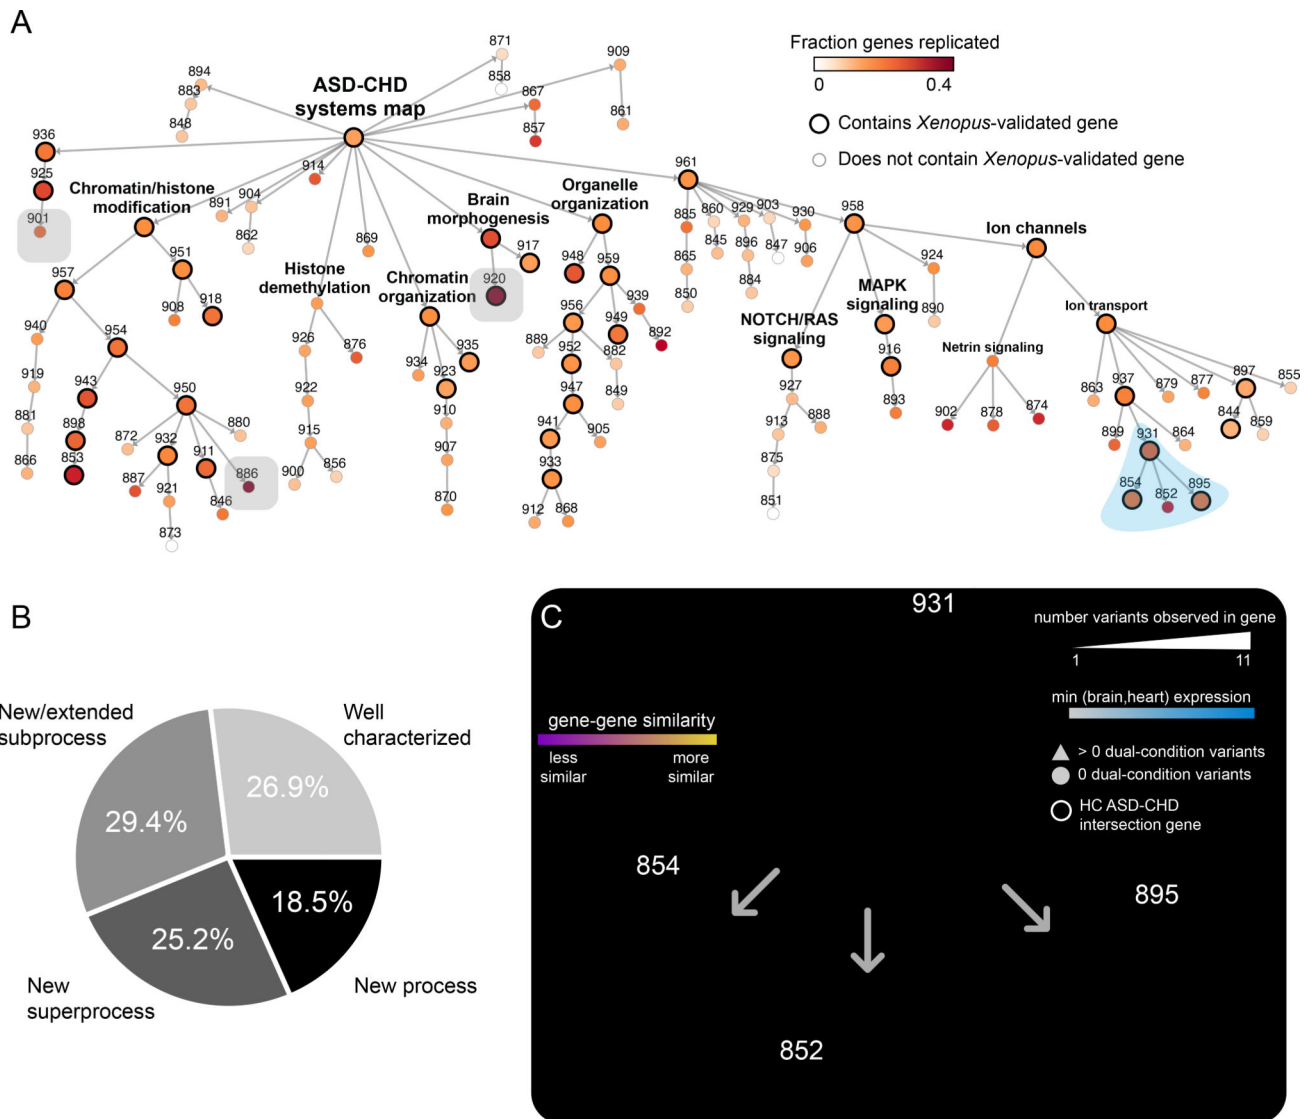 A
ASD-CHD
systems map
Fraction genes replicated
0 0.4
Contains Xenopus-validated gene
Does not contain Xenopus-validated gene
871
858
909
861
894
883
848
867
857
936
925
901
914
Chromatin/histone
modification
891
904
862
869
Brain
morphogenesis
917
920
Organelle
organization
961
885
865
850
860
845
929
896
884
903
847
930
906
958
924
890
Ion channels
957
951
908
918
Histone
demethylation
Chromatin
organization
948
959
939
892
956
949
889
952
882
849
947
941
905
933
912
868
MAPK
signaling
916
893
NOTCH/RAS
signaling
927
913
888
875
851
Netrin signaling
902
878
874
Ion transport
863
937
879
877
897
855
899
931
864
844
859
854
852
895
940
919
881
866
954
943
898
853
950
872
932
911
880
887
921
846
886
873
926
876
922
915
900
856
934
935
923
910
907
870
B
New/extended
subprocess
Well
characterized
29.4%
26.9%
25.2%
18.5%
New
superprocess
New process
C
931
number variants observed in gene
1 11
min (brain,heart) expression
gene-gene similarity
less
similar
more
similar
> 0 dual-condition variants
0 dual-condition variants
HC ASD-CHD
intersection gene
854
895
852